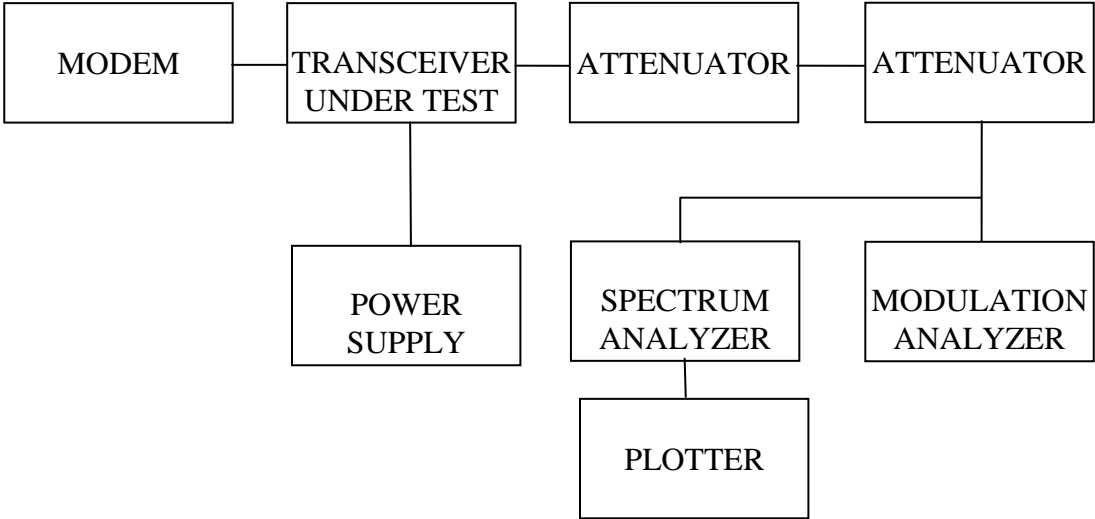 MODEM
TRANSCEIVER
UNDER TEST
ATTENUATOR
ATTENUATOR
POWER
SUPPLY
SPECTRUM
ANALYZER
MODULATION
ANALYZER
PLOTTER